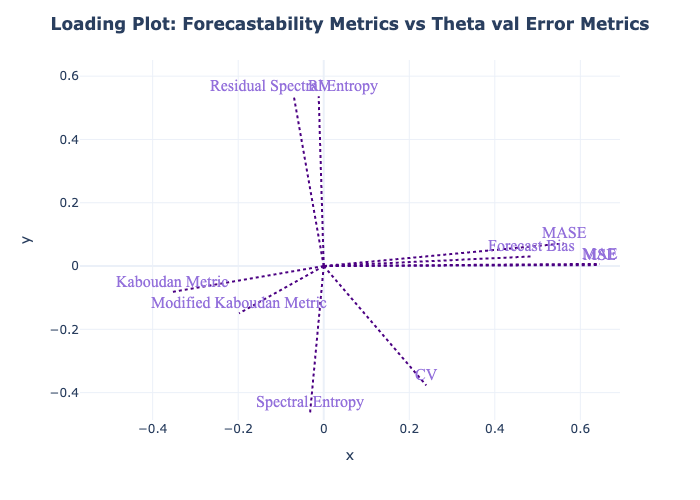 Loading Plot: Forecastability Metrics vs Theta val Error Metrics
0.6
Residual Spectral Entropy
0.4
0.2
MASE
Forecast Bias
MAE
0
Kaboudan Metric
Modified Kaboudan Metric
−0.2
CV
−0.4
Spectral Entropy
y
−0.4
−0.2
0
0.2
0.4
0.6
x